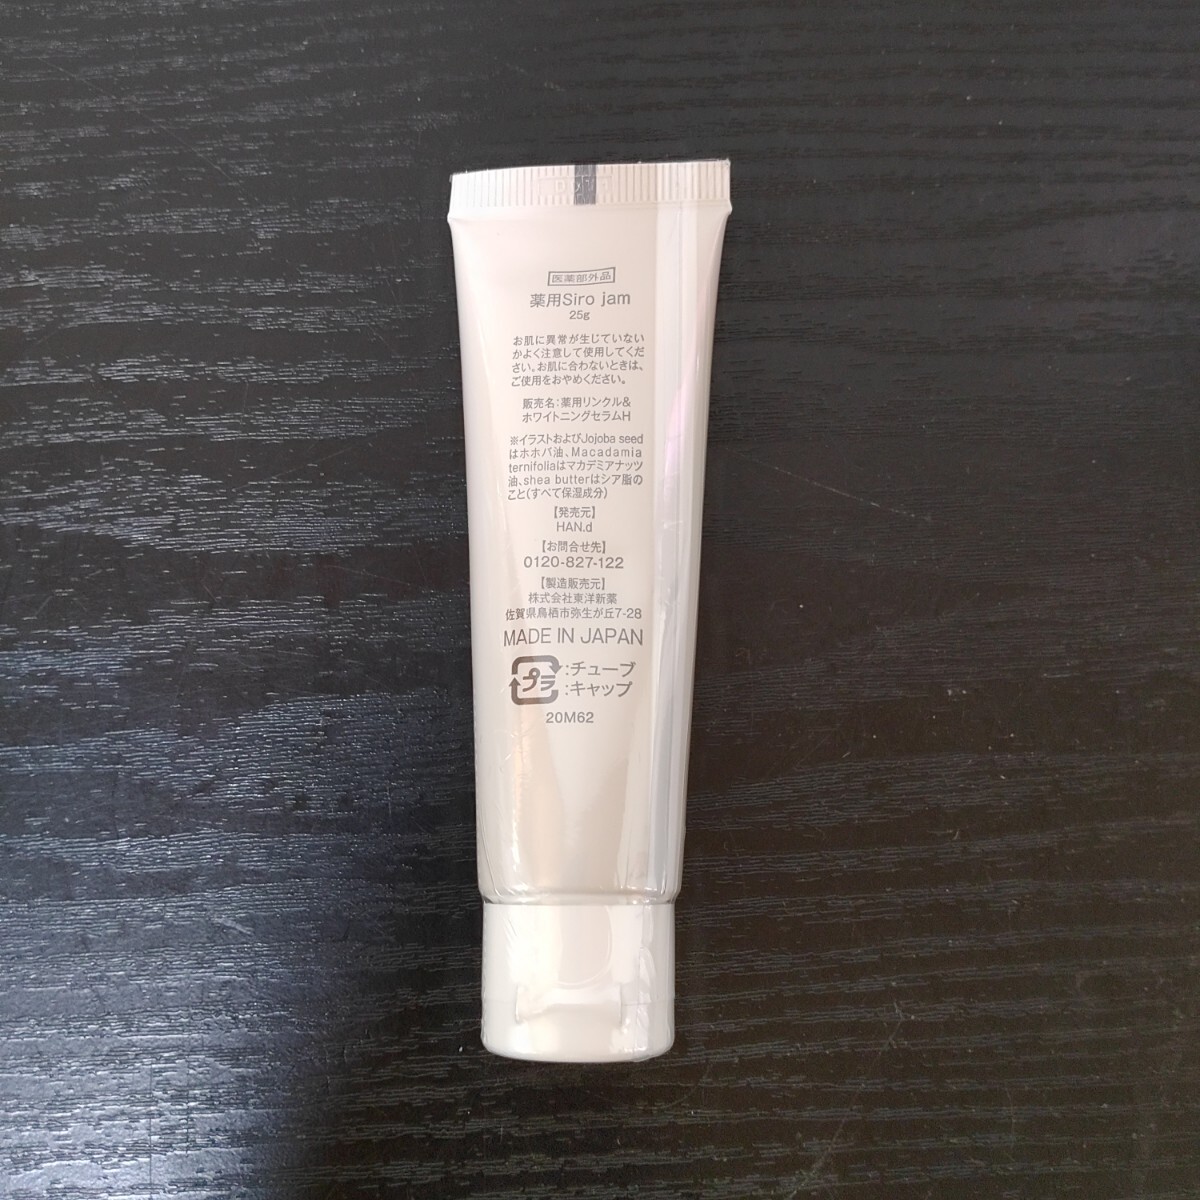 医薬部外品
薬用Siro jam
25g
お肌に異常が生じていない
かよく注意して使用してくだ
さい。お肌に合わないときは、
ご使用をおやめください。
販売名:薬用リンクル&
ホワイトニングセラムH
※イラストおよびJojoba seed
はホホバ油、Macadamia
ternifoliaはマカデミアナッツ
油、shea butterはシア脂の
こと(すべて保湿成分)
【発売元】
HAN.d
【お問合せ先】
0120-827-122
【製造販売元】
株式会社東洋新薬
佐賀県鳥栖市弥生が丘7-28
MADE IN JAPAN
プラ :チューブ
:キャップ
20M62